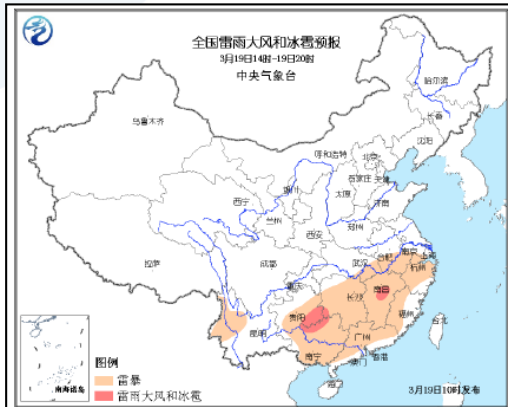 全国雷雨大风和冰雹预报
3月19日14时-19日20时
中央气象台
哈尔滨
长春
乌鲁木齐
沈阳
呼和浩特
北京
天津
石家庄
银川
太原
济南
西宁
兰州
郑州
西安
拉萨
成都
武汉
合肥
南京
上海
杭州
重庆
长沙
南昌
贵阳
福州
昆明
台北
广州
南宁
澳门
香港
海口
图例
雷暴
雷雨大风和冰雹
南海诸岛
3月19日10时发布